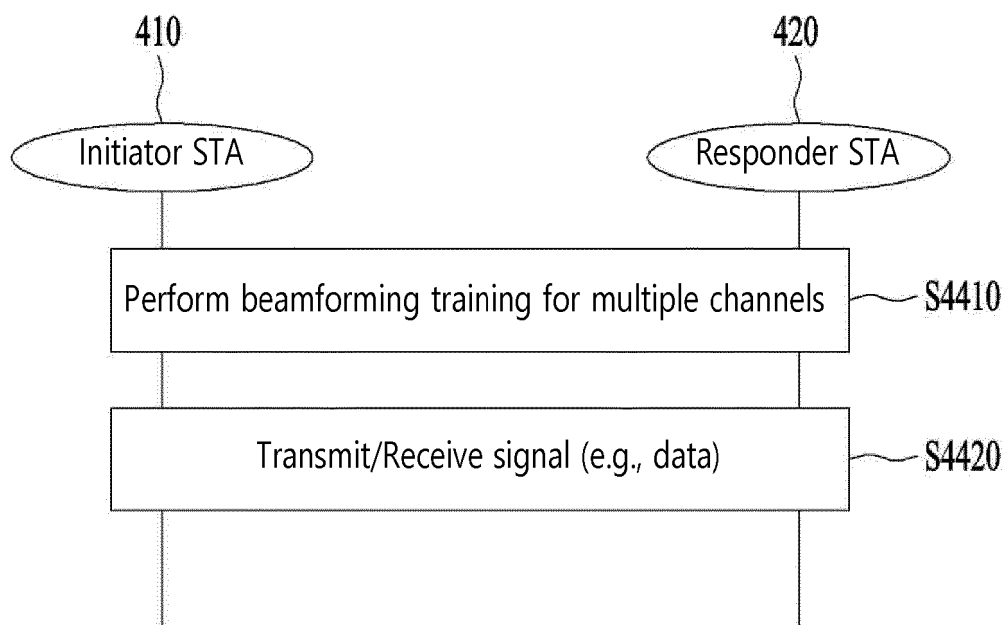 410
420
Initiator STA
Responder STA
Perform beamforming training for multiple channels
S4410
Transmit/Receive signal (e.g., data)
S4420